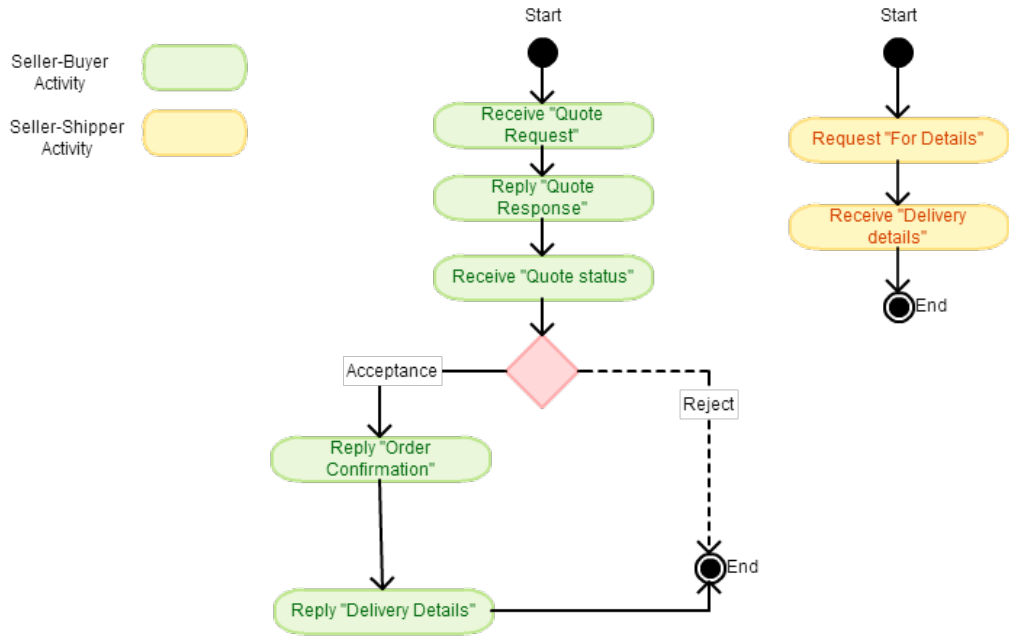 Start
Start
Seller-Buyer
Activity
Seller-Shipper
Activity
Receive "Quote
Request"
Request "For Details"
Reply "Quote
Response"
Receive "Delivery
details"
Receive "Quote status"
End
Acceptance
Reject
Reply "Order
Confirmation"
End
Reply "Delivery Details"